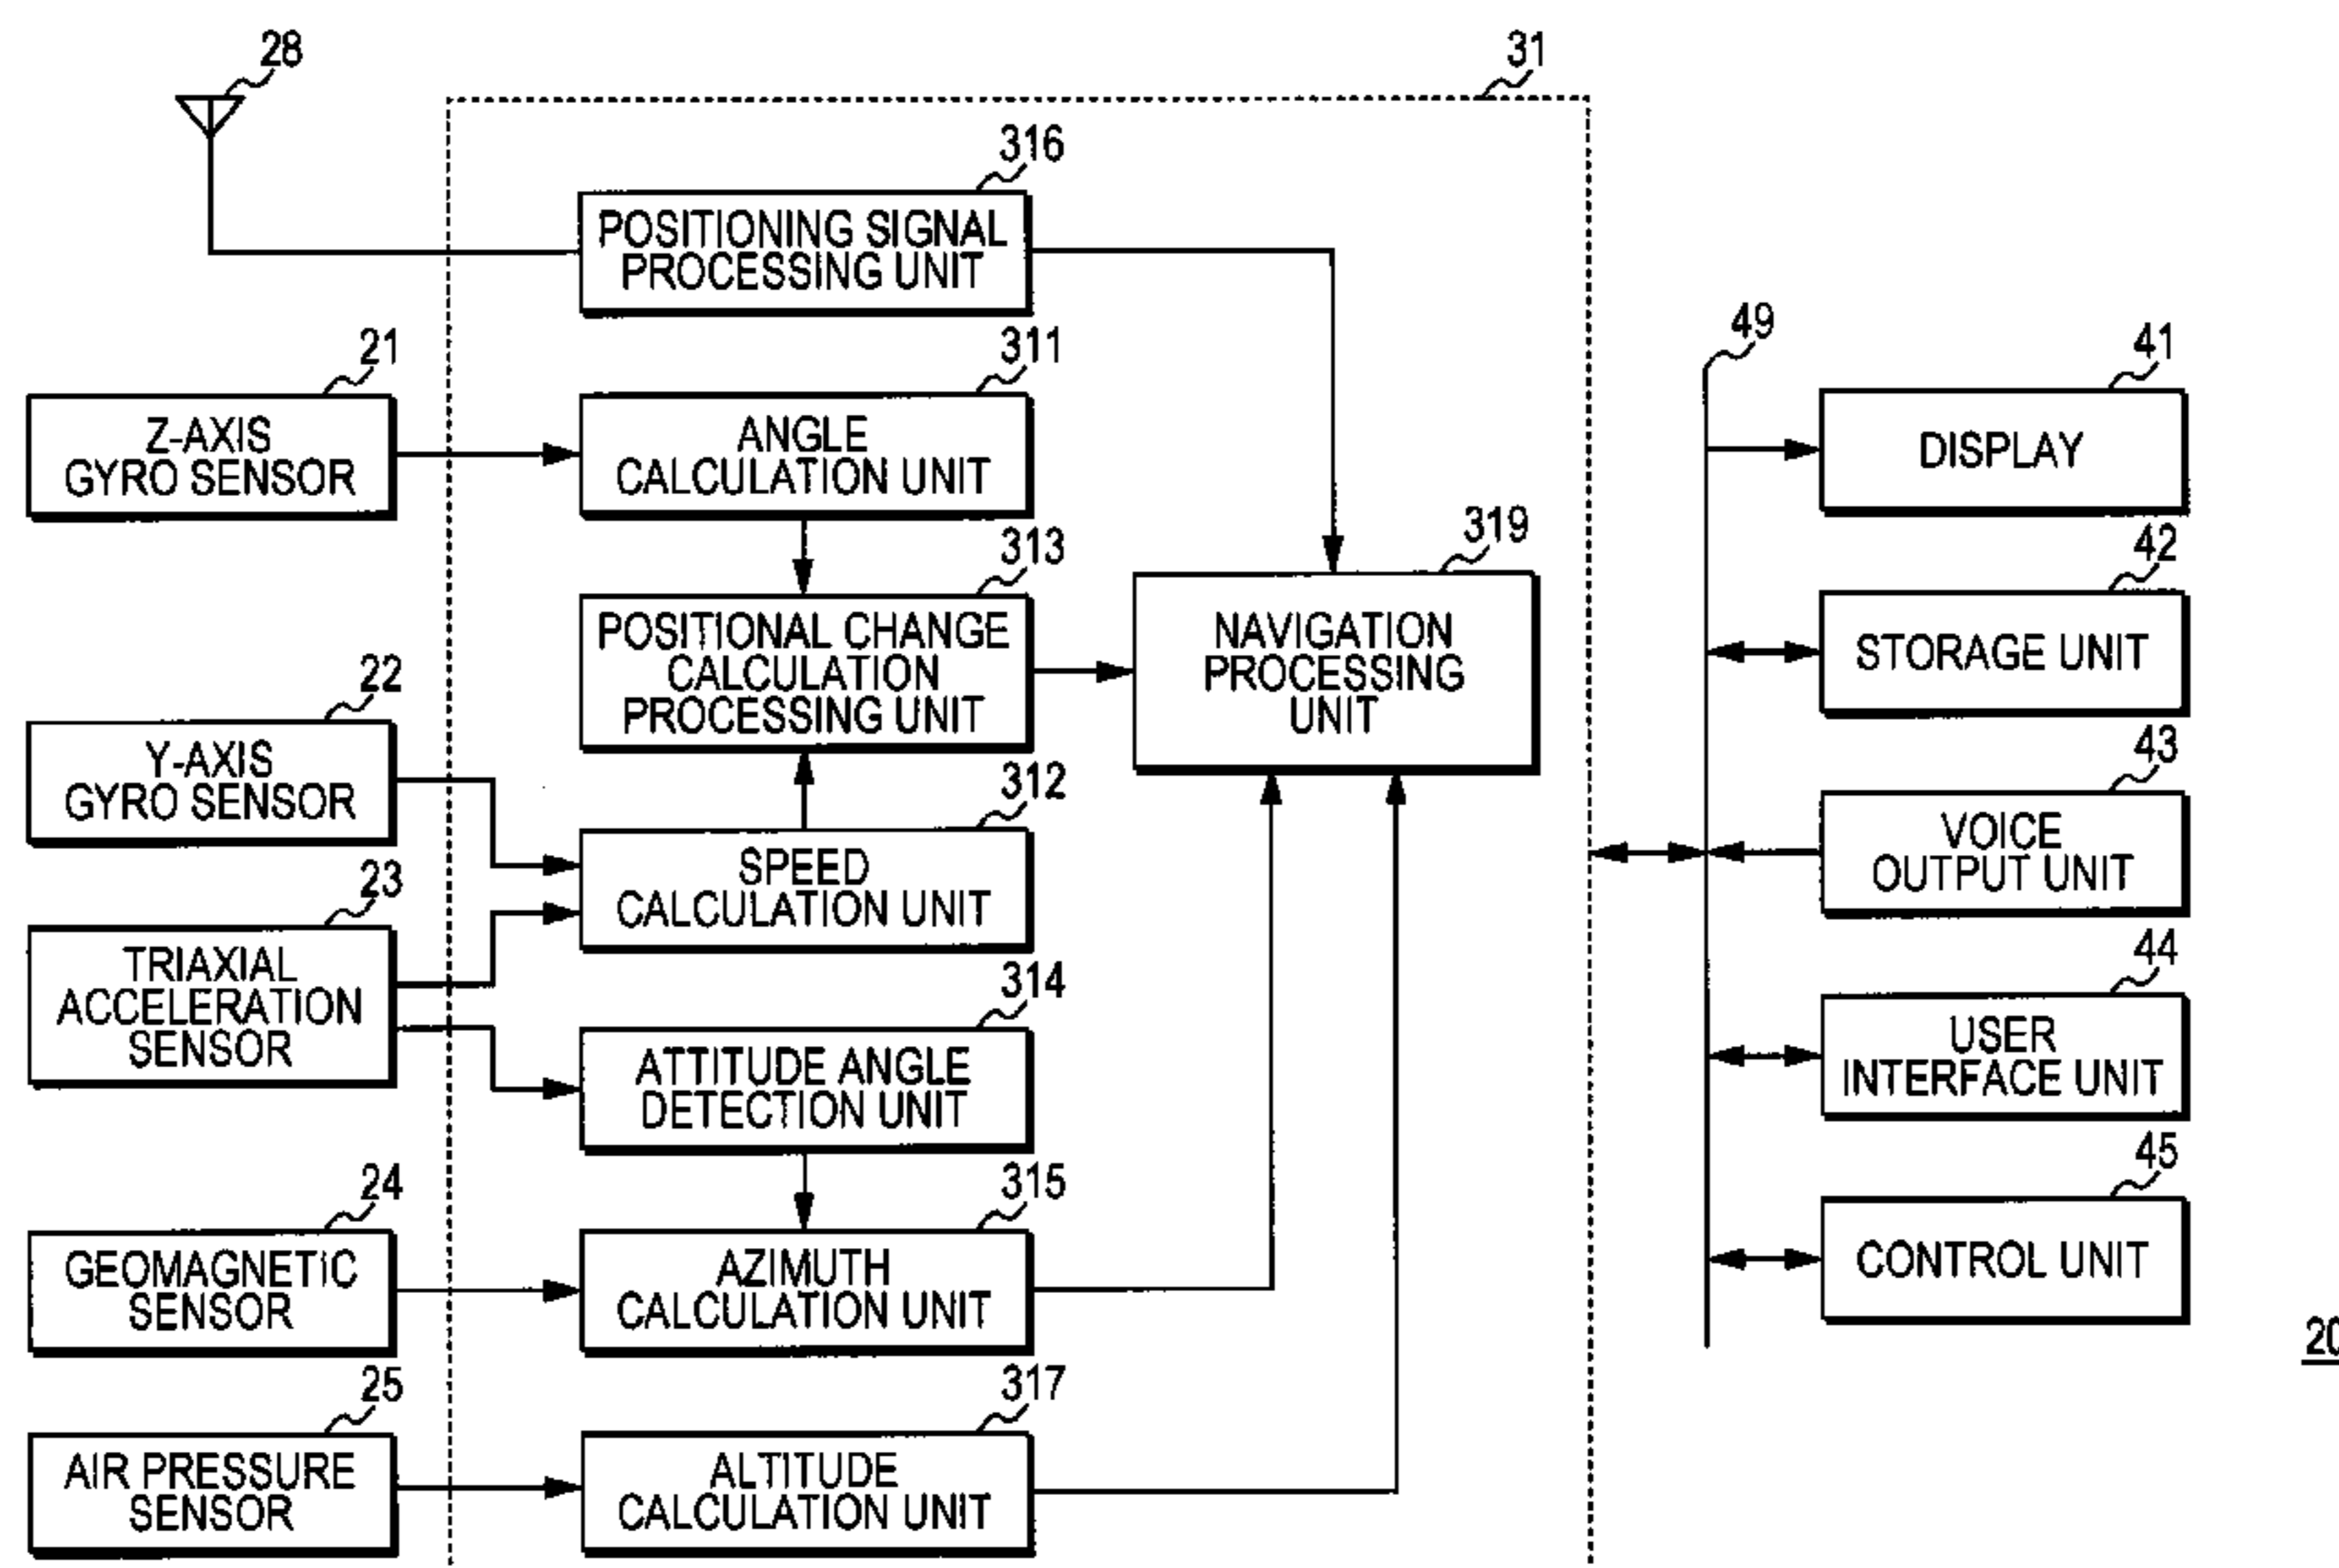 28
31
316
POSITIONING SIGNAL
PROCESSING UNIT
21
Z-AXIS
GYRO SENSOR
311
ANGLE
CALCULATION UNIT
49
41
DISPLAY
313
POSITIONAL CHANGE
CALCULATION
PROCESSING UNIT
319
NAVIGATION
PROCESSING
UNIT
42
STORAGE UNIT
22
Y-AXIS
GYRO SENSOR
312
SPEED
CALCULATION UNIT
43
VOICE
OUTPUT UNIT
23
TRIAXIAL
ACCELERATION
SENSOR
314
ATTITUDE ANGLE
DETECTION UNIT
44
USER
INTERFACE UNIT
24
GEOMAGNETIC
SENSOR
315
AZIMUTH
CALCULATION UNIT
45
CONTROL UNIT
20
25
AIR PRESSURE
SENSOR
317
ALTITUDE
CALCULATION UNIT